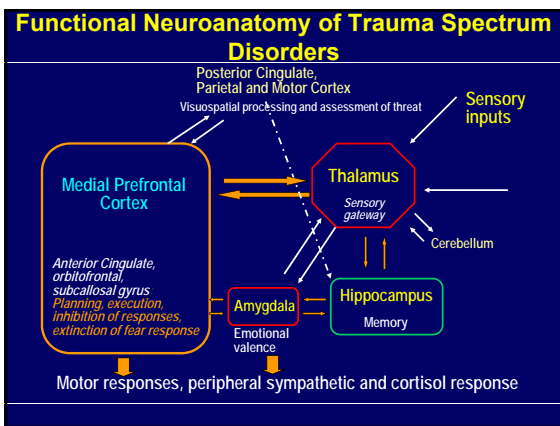 Functional Neuroanatomy of Trauma Spectrum
Disorders
Posterior Cingulate,
Parietal and Motor Cortex
Visuospatial processing and assessment of threat
Sensory
inputs
Medial Prefrontal
Cortex
Thalamus
Sensory
gateway
Cerebellum
Anterior Cingulate,
orbitofrontal,
subcallosal gyrus
Planning, execution,
inhibition of responses,
extinction of fear response
Amygdala
Emotional
valence
Hippocampus
Memory
Motor responses, peripheral sympathetic and cortisol response